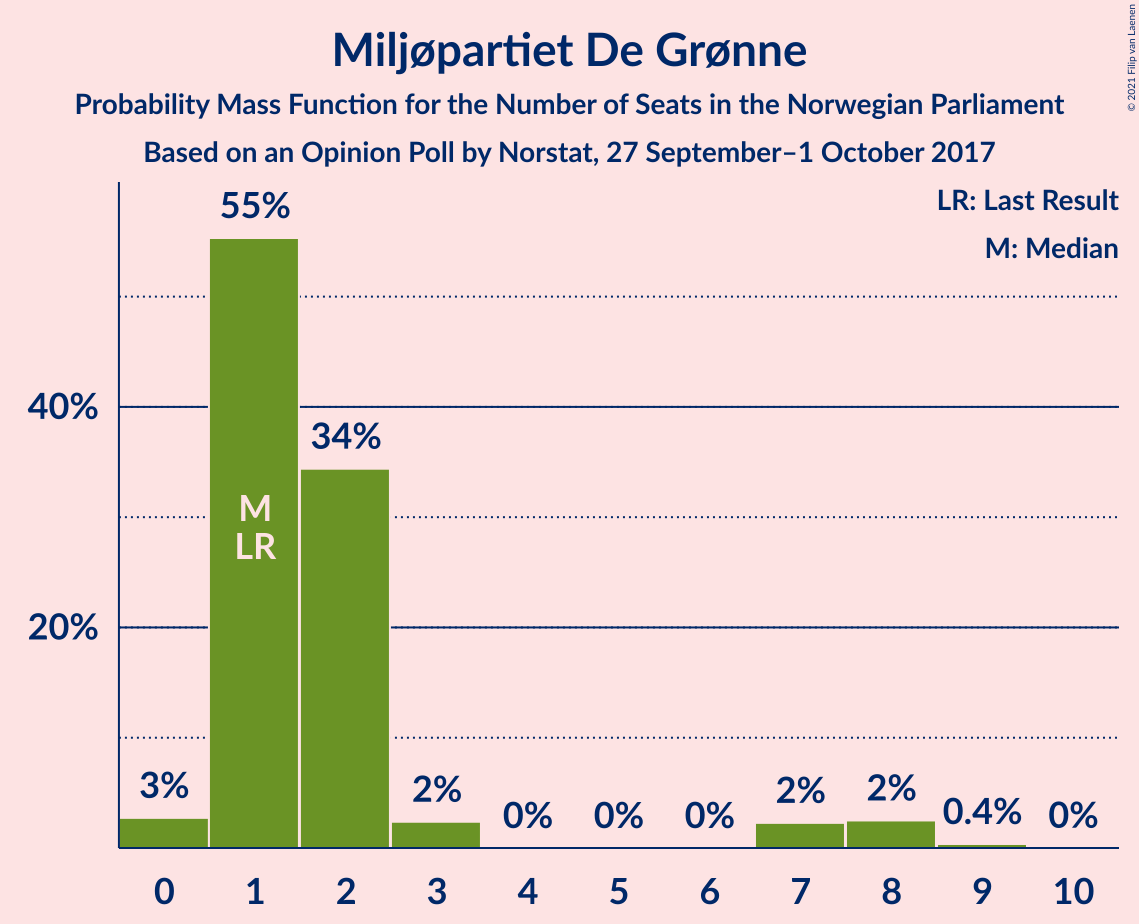 Miljøpartiet De Grønne
Probability Mass Function for the Number of Seats in the Norwegian Parliament
Based on an Opinion Poll by Norstat, 27 September–1 October 2017
© 2021 Filip van Laenen
LR: Last Result
M: Median
55%
40%
34%
M
LR
20%
3%
2%
0%
0%
0%
2%
2%
0.4%
0%
0 1 2 3 4 5 6 7 8 9 10